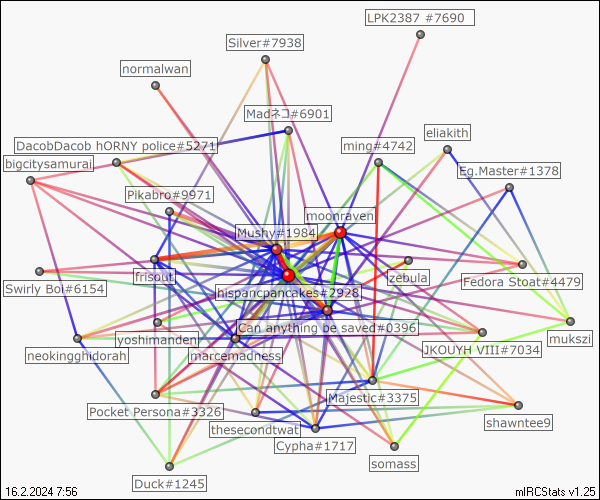 LPK2387 #7690
Silver#7938
normalwan
Madネコ#6901
eliakith
DacobDacob hORNY police#5271
ming#4742
bigcitysamurai
Eg.Master#1378
Pikabro#9971
moonraven
Mushy#1984
frisout
zebula
Fedora Stoat#4479
Swirly Boi#6154
hispancpancakes#2928
Can anything be saved#0396
yoshimanden
mukszi
neokingghidorah
marcemadness
JKOUYH VIII#7034
Majestic#3375
Pocket Persona#3326
shawntee9
thesecondtwat
Cypha#1717
somass
Duck#1245
16.2.2024 7:56
mIRCStats v1.25